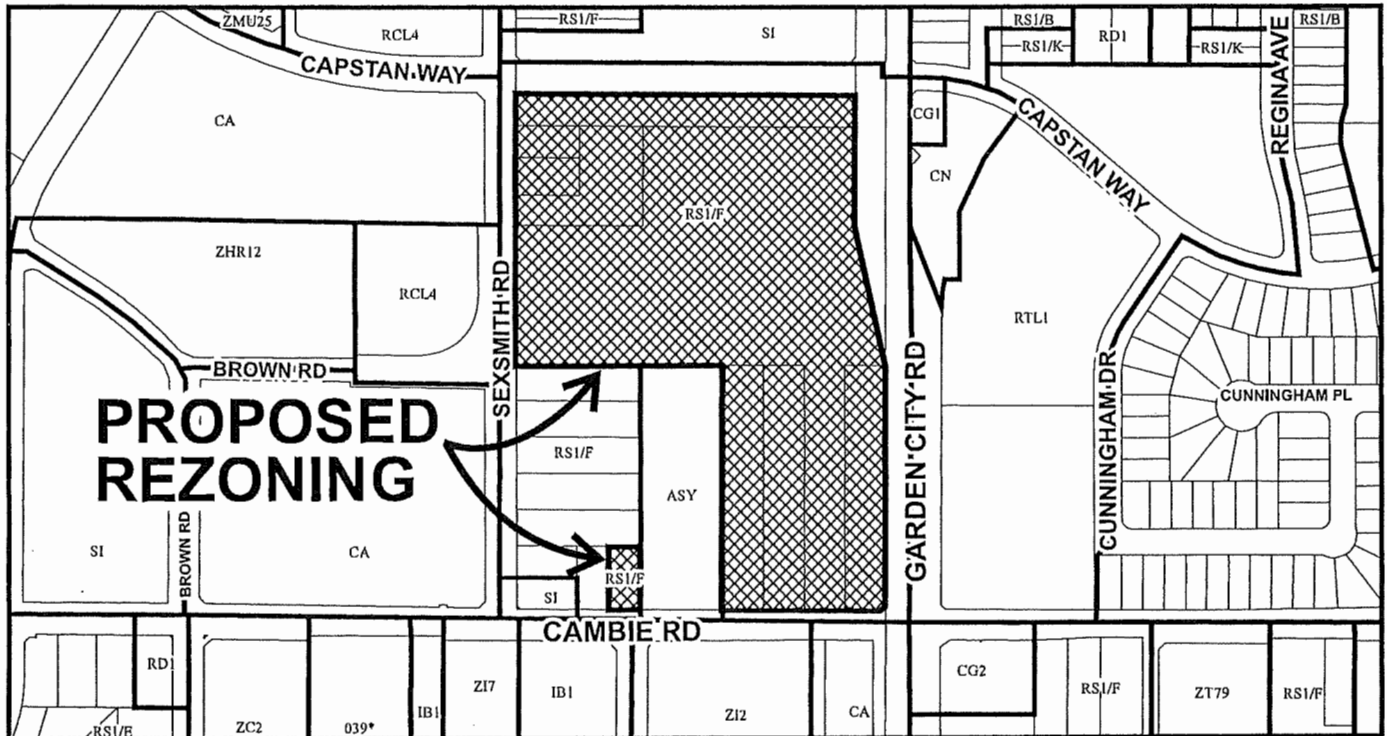 ZMU25
RCL4
RS1/F
SI
RS1/B
RS1/K
RD1
RS1/K
RS1/B
CAPSTAN WAY
REGINA AVE
CA
CG1
CAPSTAN WAY
CN
RS1/F
ZHR12
RCL4
SEXSMITH RD
RTL1
BROWN RD
GARDEN CITY RD
CUNNINGHAM DR
CUNNINGHAM PL
PROPOSED
REZONING
RS1/F
ASY
SI
BROWN RD
CA
RS1/F
SI
CAMBIE RD
RD1
ZC2
039*
IB1
ZI7
IB1
ZI2
CA
CG2
RS1/F
ZT79
RS1/F